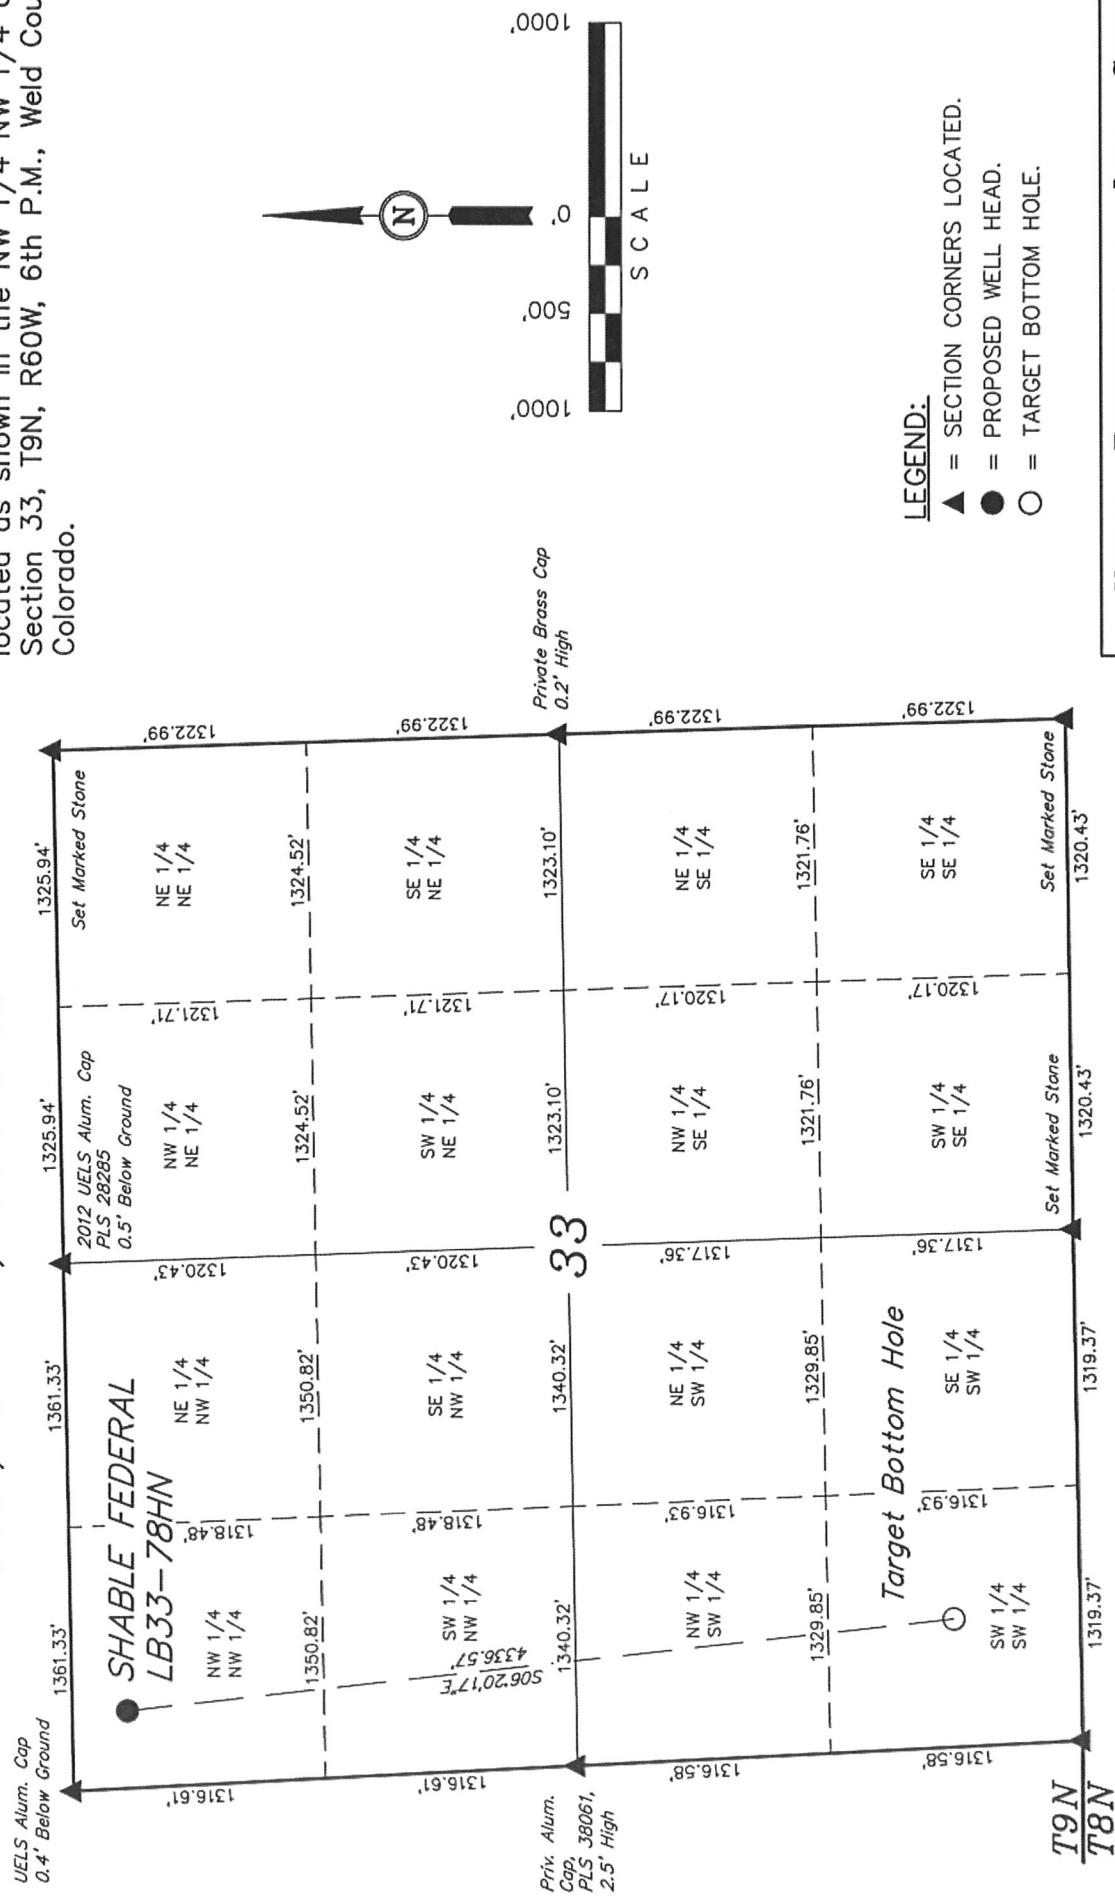 located as shown in the NW 1/4 NW 1/4
Section 33, T9N, R60W, 6th P.M., Weld
Colorado.
UELS Alum. Cap
0.4' Below Ground
1361.33'
1361.33'
1325.94'
1325.94'
2012 UELS Alum. Cap
PLS 28285
0.5' Below Ground
Set Marked Stone
SHABLE FEDERAL
LB33-78HN
NW 1/4
NW 1/4
NE 1/4
NW 1/4
NW 1/4
NE 1/4
NE 1/4
NE 1/4
1316.61'
1318.48'
1320.43'
1321.71'
1322.99'
1350.82'
1350.82'
1324.52'
1324.52'
SW 1/4
NW 1/4
SE 1/4
NW 1/4
SW 1/4
NE 1/4
SE 1/4
NE 1/4
1316.61'
1318.48'
1320.43'
1321.71'
1322.99'
S06°20'17"E
4336.57'
1340.32'
1340.32'
33
1323.10'
1323.10'
Priv. Alum.
Cap,
PLS 38061,
2.5' High
Private Brass Cap
0.2' High
NW 1/4
SW 1/4
NE 1/4
SW 1/4
NW 1/4
SE 1/4
NE 1/4
SE 1/4
1316.58'
1316.93'
1317.36'
1320.17'
1322.99'
1329.85'
1329.85'
1321.76'
1321.76'
Target Bottom Hole
SW 1/4
SW 1/4
SE 1/4
SW 1/4
SW 1/4
SE 1/4
SE 1/4
SE 1/4
1316.58'
1316.93'
1317.36'
1320.17'
1322.99'
Set Marked Stone
Set Marked Stone
1319.37'
1319.37'
1320.43'
1320.43'
T9N
T8N
N
1000'
500'
0'
1000'
SCALE
LEGEND:
▲ = SECTION CORNERS LOCATED.
● = PROPOSED WELL HEAD.
○ = TARGET BOTTOM HOLE.